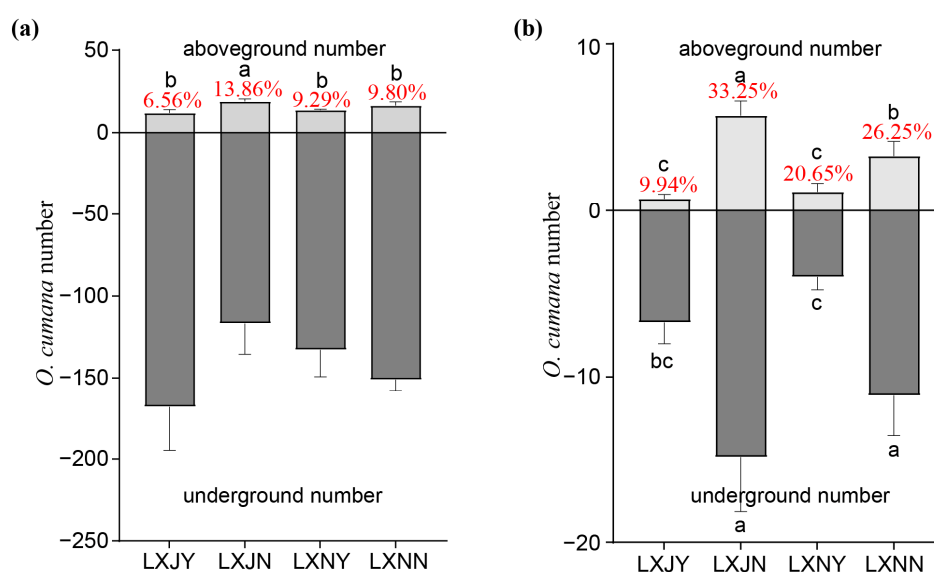 (a)
aboveground number
50
0
−50
−100
−150
−200
−250
O. cumana number
b
a
b
b
6.56%
13.86%
9.29%
9.80%
underground number
LXJY
LXJN
LXNY
LXNN
(b)
aboveground number
10
0
−10
−20
O. cumana number
c
a
c
b
9.94%
33.25%
20.65%
26.25%
bc
a
c
a
underground number
LXJY
LXJN
LXNY
LXNN